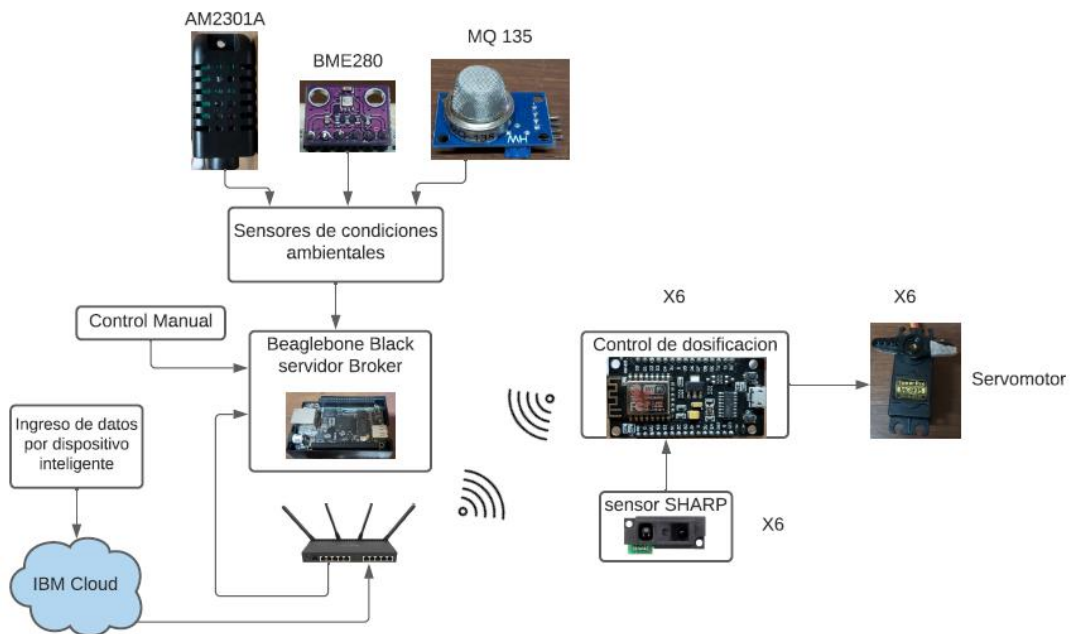 AM2301A
BME280
MQ 135
Sensores de condiciones
ambientales
X6
X6
Control Manual
Beaglebone Black
servidor Broker
Control de dosificacion
Servomotor
Ingreso de datos
por dispositivo
inteligente
sensor SHARP
X6
IBM Cloud